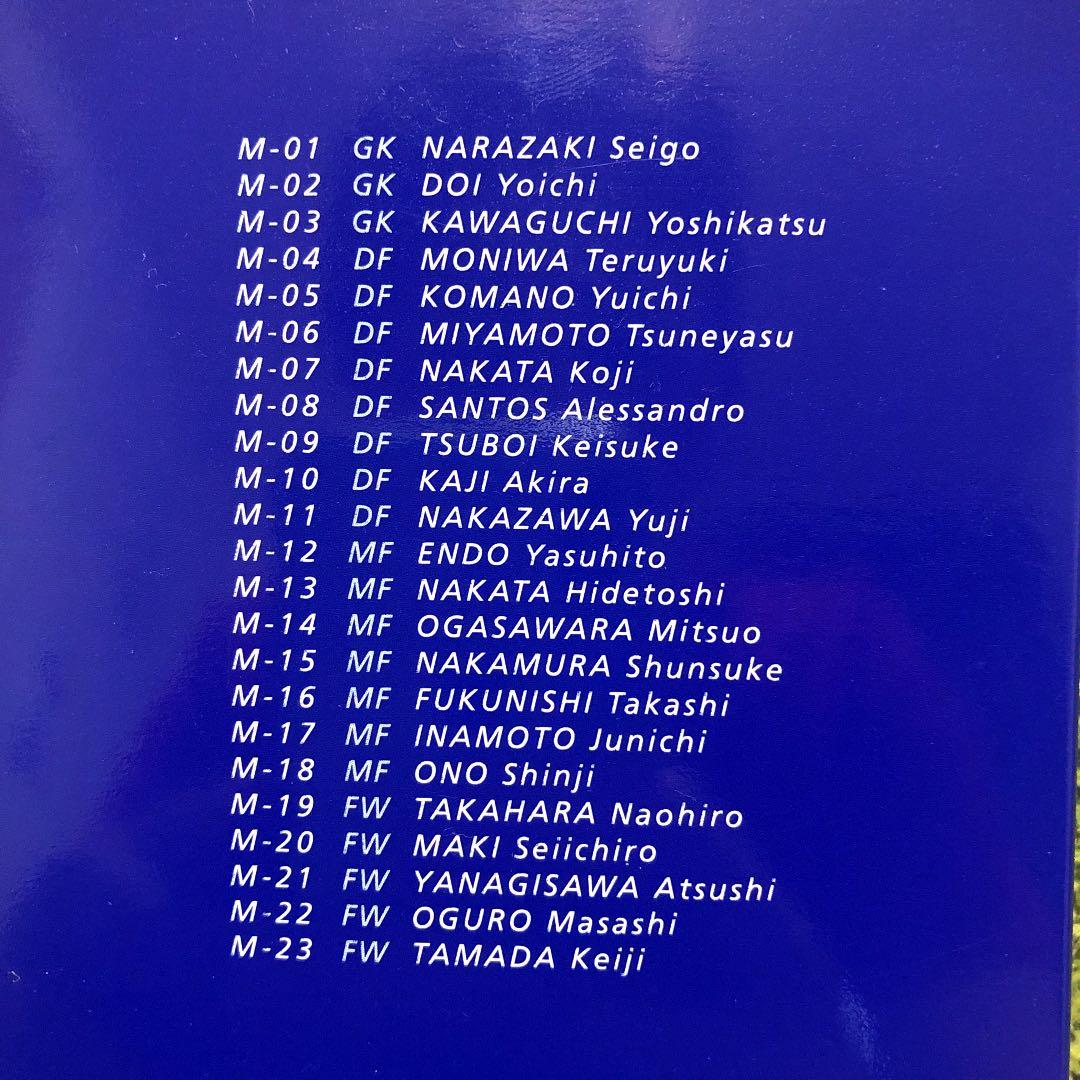 M-01 GK NARAZAKI Seigo
M-02 GK DOI Yoichi
M-03 GK KAWAGUCHI Yoshikatsu
M-04 DF MONIWA Teruyuki
M-05 DF KOMANO Yuichi
M-06 DF MIYAMOTO Tsuneyasu
M-07 DF NAKATA Koji
M-08 DF SANTOS Alessandro
M-09 DF TSUBOI Keisuke
M-10 DF KAJI Akira
M-11 DF NAKAZAWA Yuji
M-12 MF ENDO Yasuhito
M-13 MF NAKATA Hidetoshi
M-14 MF OGASAWARA Mitsuo
M-15 MF NAKAMURA Shunsuke
M-16 MF FUKUNISHI Takashi
M-17 MF INAMOTO Junichi
M-18 MF ONO Shinji
M-19 FW TAKAHARA Naohiro
M-20 FW MAKI Seiichiro
M-21 FW YANAGISAWA Atsushi
M-22 FW OGURO Masashi
M-23 FW TAMADA Keiji